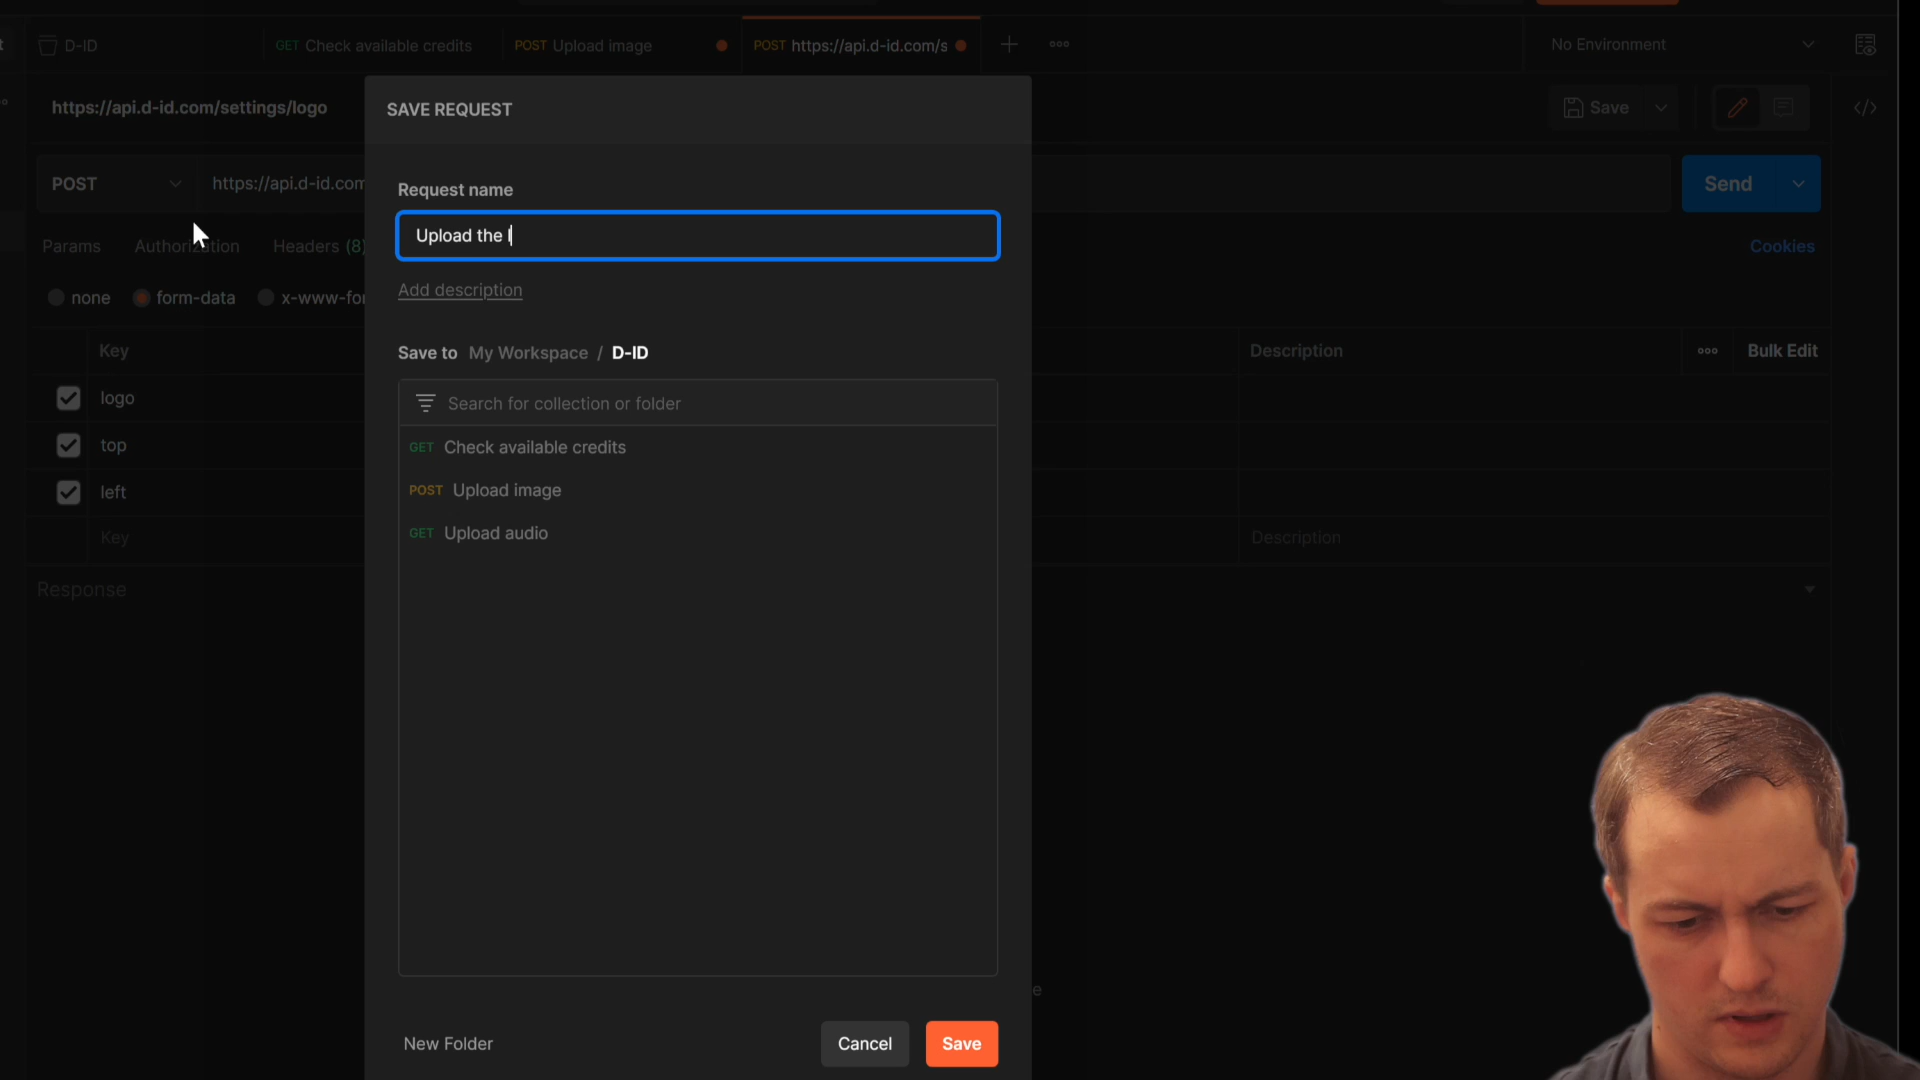 D-ID
GET Check available credits
POST Upload image
POST https://api.d-id.com/s
No Environment
https://api.d-id.com/settings/logo
SAVE REQUEST
Save
POST
https://api.d-id.com
Send
Request name
Upload the l
Params
Authorization
Headers (8)
Cookies
Add description
none
form-data
x-www-for
Save to My Workspace / D-ID
Key
Description
Bulk Edit
logo
Search for collection or folder
top
GET Check available credits
left
POST Upload image
Key
GET Upload audio
Description
Response
e
New Folder
Cancel
Save